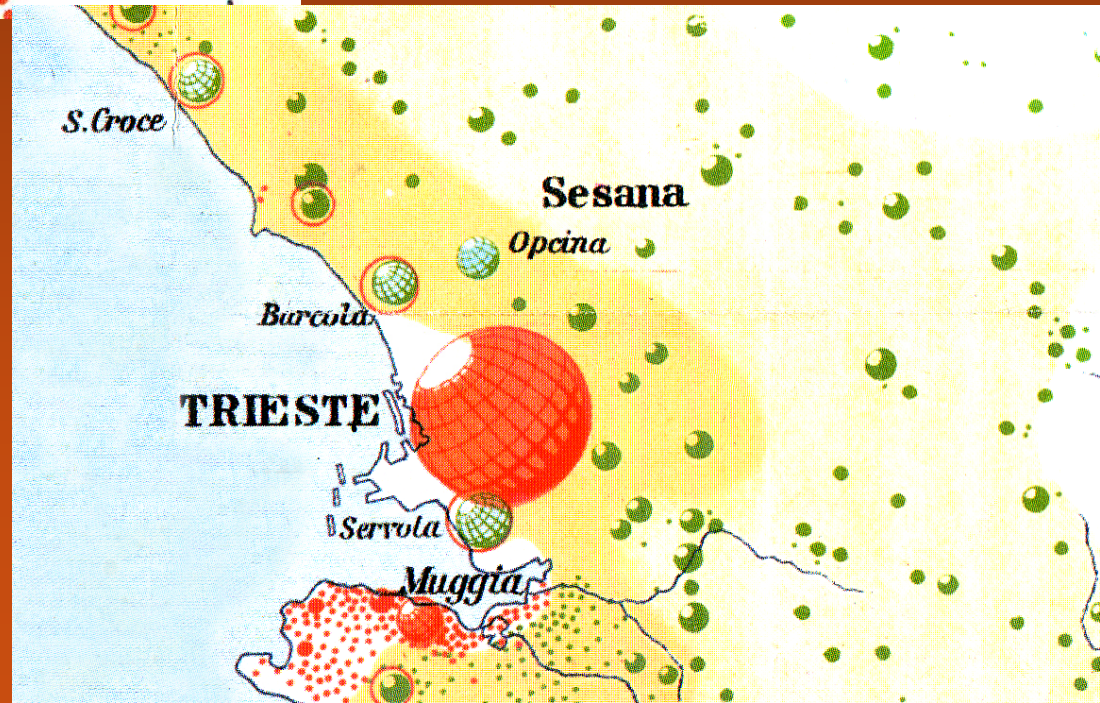 S. Croce
Sesana
Opcina
Barcola
TRIESTE
Servola
Muggia